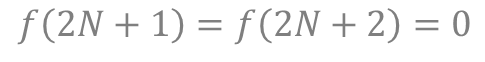 f(2N + 1) = f(2N + 2) = 0